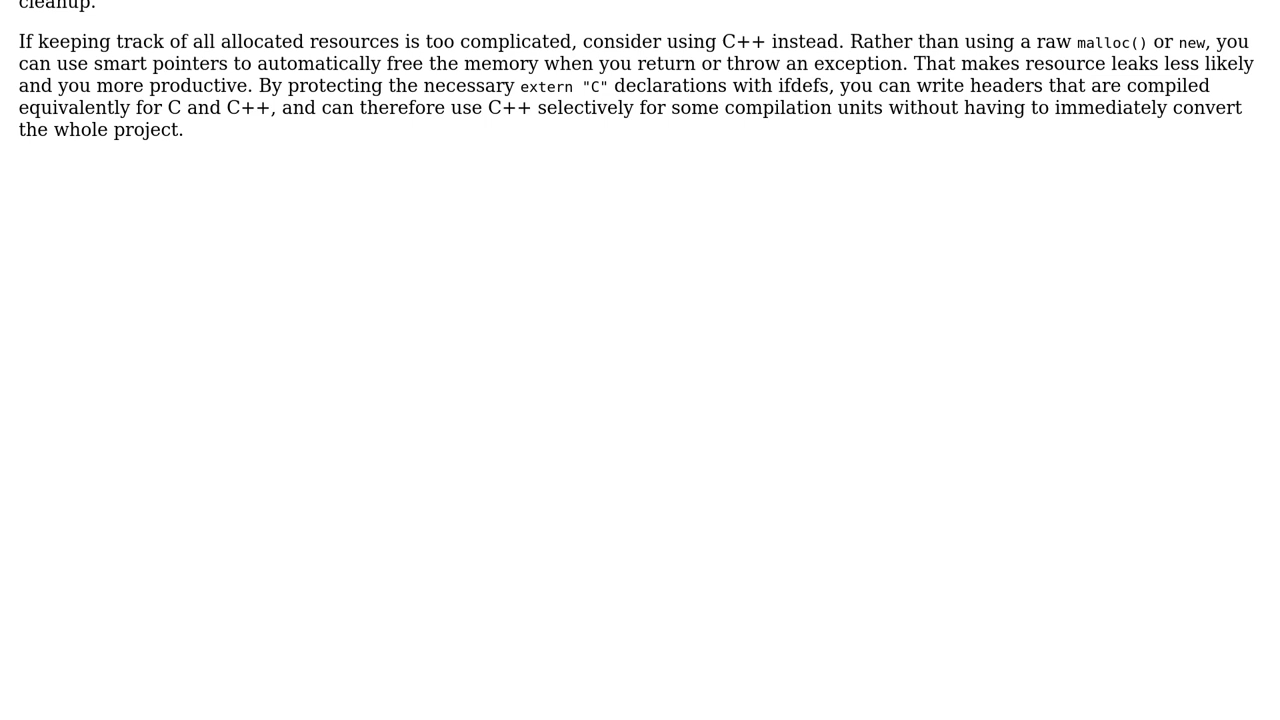 cleanup.
If keeping track of all allocated resources is too complicated, consider using C++ instead. Rather than using a raw malloc() or new, you
can use smart pointers to automatically free the memory when you return or throw an exception. That makes resource leaks less likely
and you more productive. By protecting the necessary extern "C" declarations with ifdefs, you can write headers that are compiled
equivalently for C and C++, and can therefore use C++ selectively for some compilation units without having to immediately convert
the whole project.